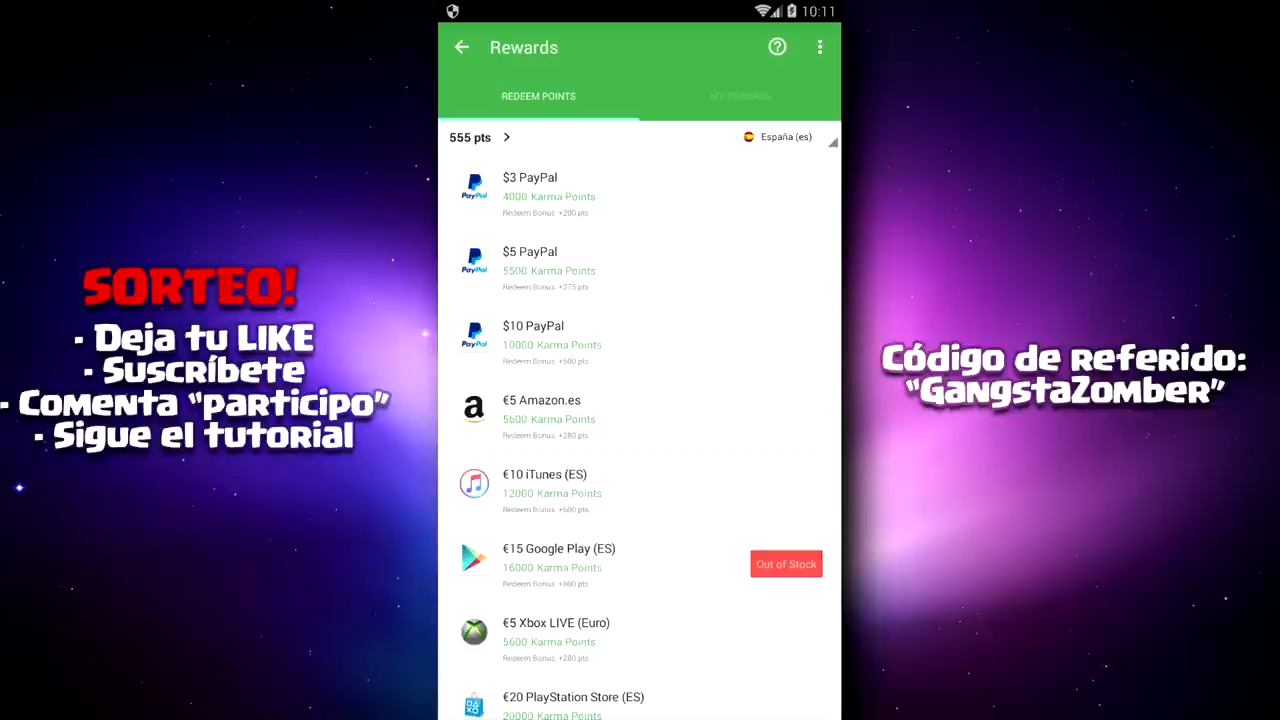 10:11
Rewards
REDEEM POINTS
MY REWARDS
555 pts
España (es)
$3 PayPal
4000 Karma Points
Redeem Bonus +200 pts
PayPal
$5 PayPal
5500 Karma Points
Redeem Bonus +275 pts
PayPal
$10 PayPal
10000 Karma Points
Redeem Bonus +500 pts
PayPal
€5 Amazon.es
5600 Karma Points
Redeem Bonus +280 pts
a
€10 iTunes (ES)
12000 Karma Points
Redeem Bonus +600 pts
€15 Google Play (ES)
16000 Karma Points
Redeem Bonus +800 pts
Out of Stock
€5 Xbox LIVE (Euro)
5600 Karma Points
Redeem Bonus +280 pts
€20 PlayStation Store (ES)
20000 Karma Points
SORTEO!
- Deja tu LIKE
- Suscríbete
- Comenta "participo"
- Sigue el tutorial
Código de referido:
"GangstaZomber"